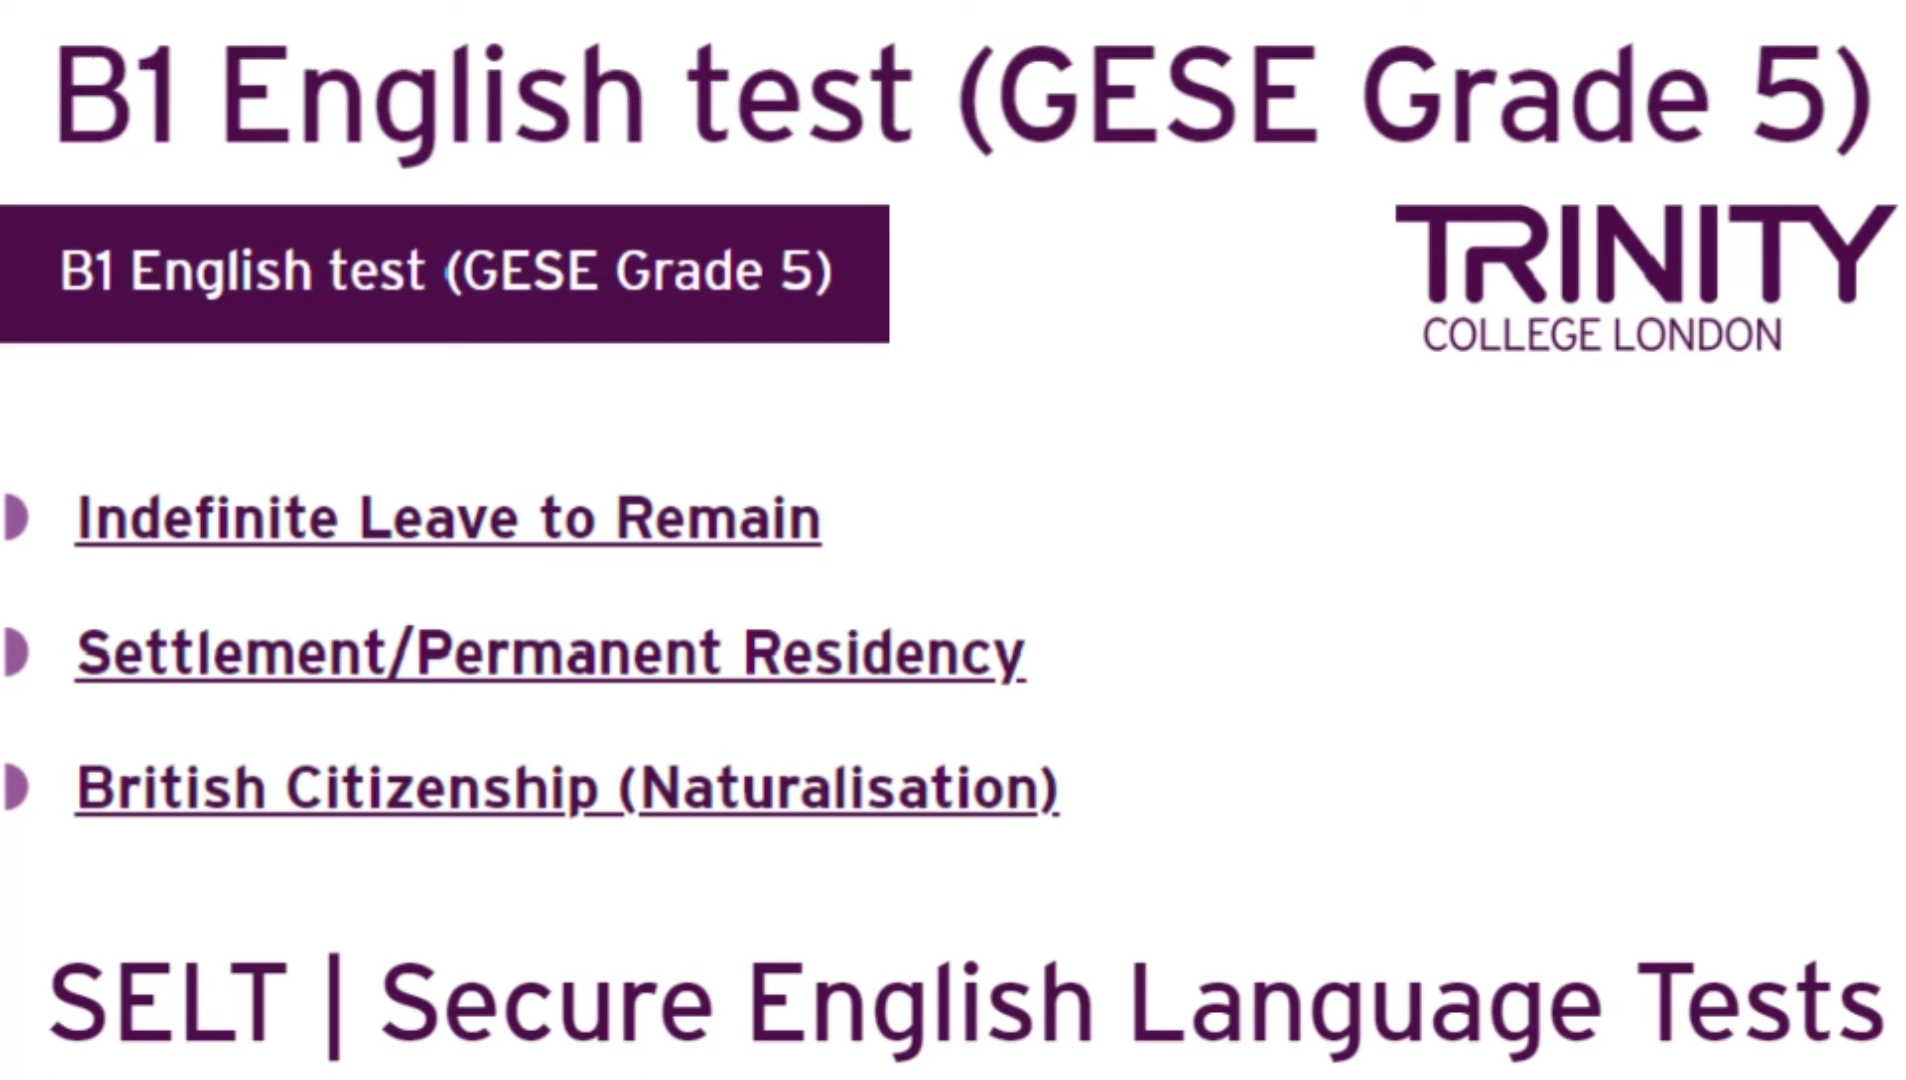 B1 English test (GESE Grade 5)
B1 English test (GESE Grade 5)
TRINITY
COLLEGE LONDON
Indefinite Leave to Remain
Settlement/Permanent Residency
British Citizenship (Naturalisation)
SELT | Secure English Language Tests